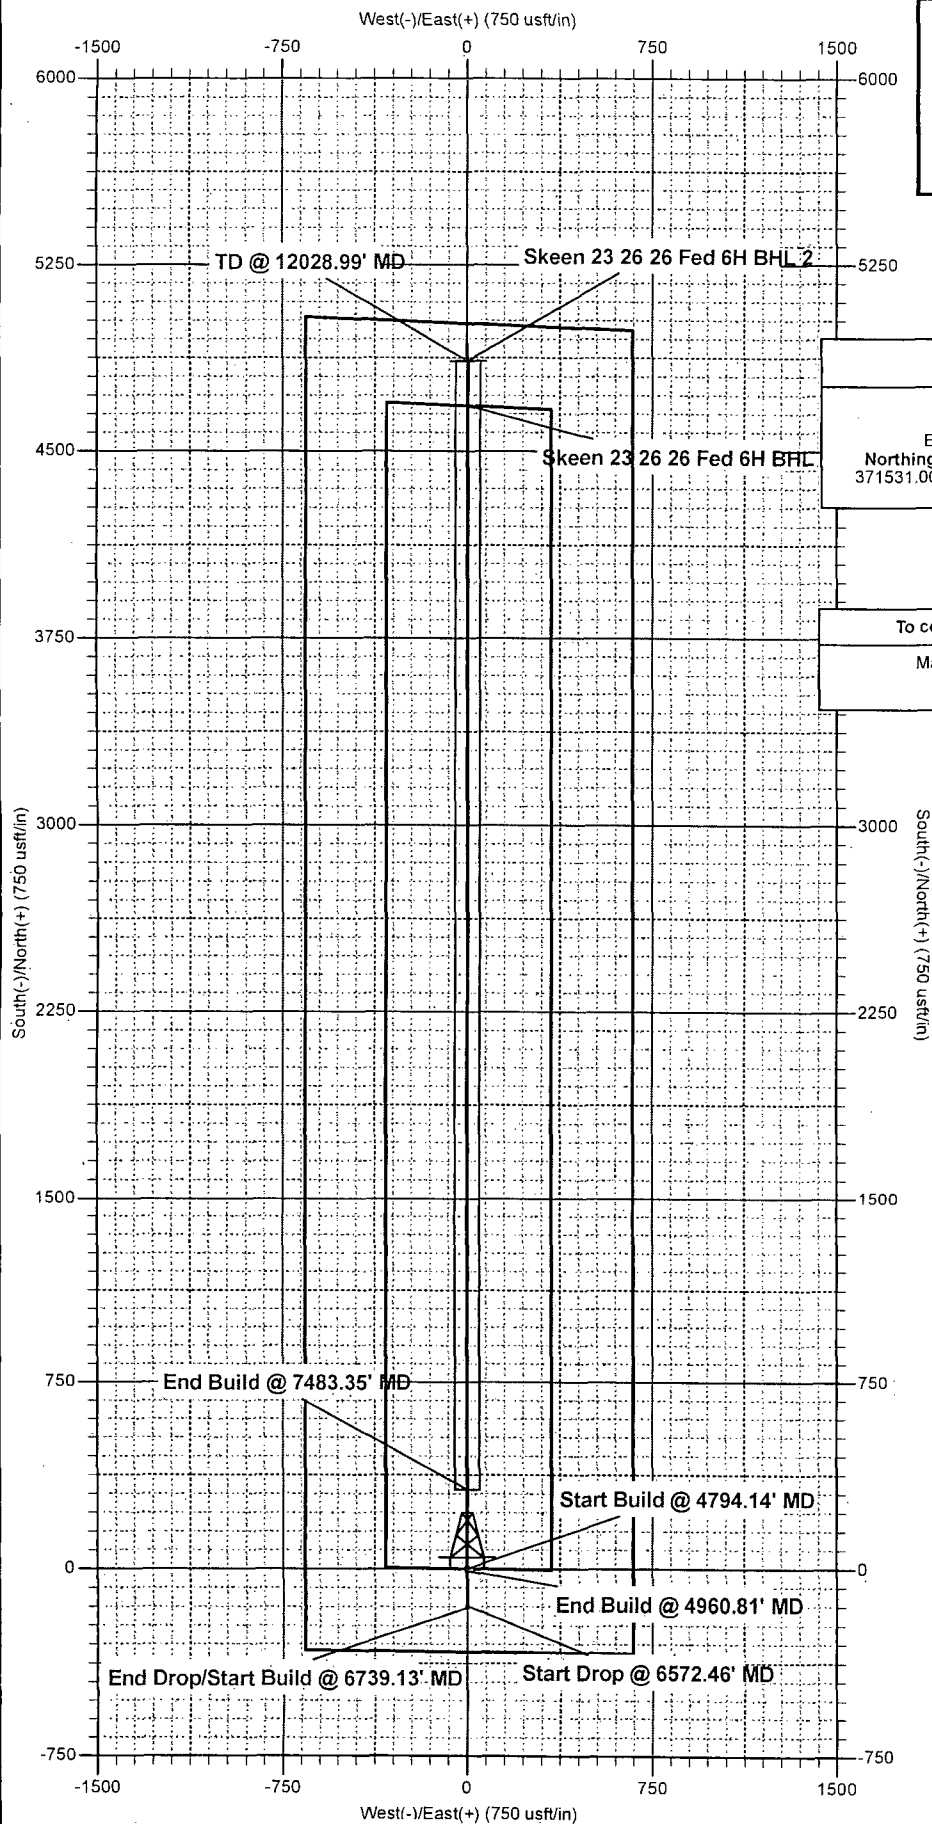 West(-)/East(+) (750 usft/in)
-1500 -750 0 750 1500
6000 6000
TD @ 12028.99' MD Skeen 23 26 26 Fed 6H BHL 2
5250 5250
4500
Skeen 23 26 26 Fed 6H BHL
E
Northing
371531.00
3750
To co
Ma
3000 3000
South(-)/North(+) (750 usft/in)
South(-)/North(+) (750 usft/in)
2250 2250
1500 1500
750 750
End Build @ 7483.35' MD
Start Build @ 4794.14' MD
0 0
End Build @ 4960.81' MD
End Drop/Start Build @ 6739.13' MD Start Drop @ 6572.46' MD
-750 -750
-1500 -750 0 750 1500
West(-)/East(+) (750 usft/in)